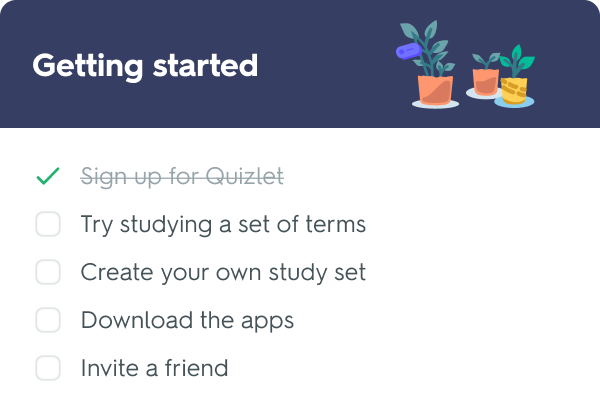 Getting started
Sign up for Quizlet
Try studying a set of terms
Create your own study set
Download the apps
Invite a friend